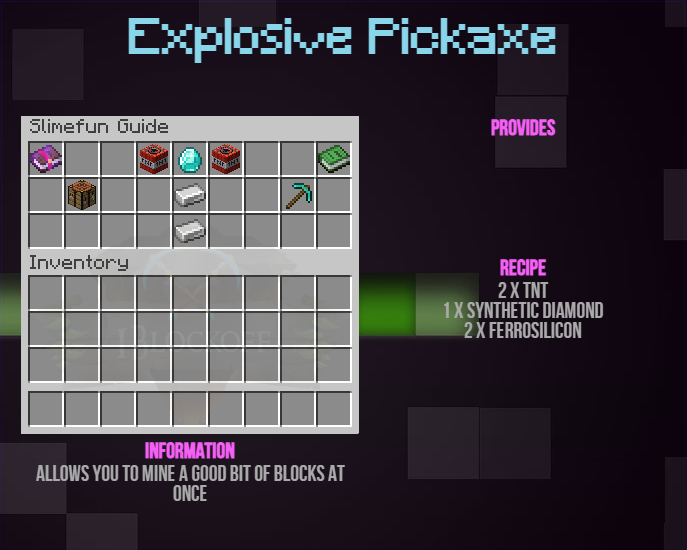 Explosive Pickaxe
Slimefun Guide
PROVIDES
Inventory
RECIPE
2 X TNT
1 X SYNTHETIC DIAMOND
2 X FERROSILICON
INFORMATION
ALLOWS YOU TO MINE A GOOD BIT OF BLOCKS AT
ONCE